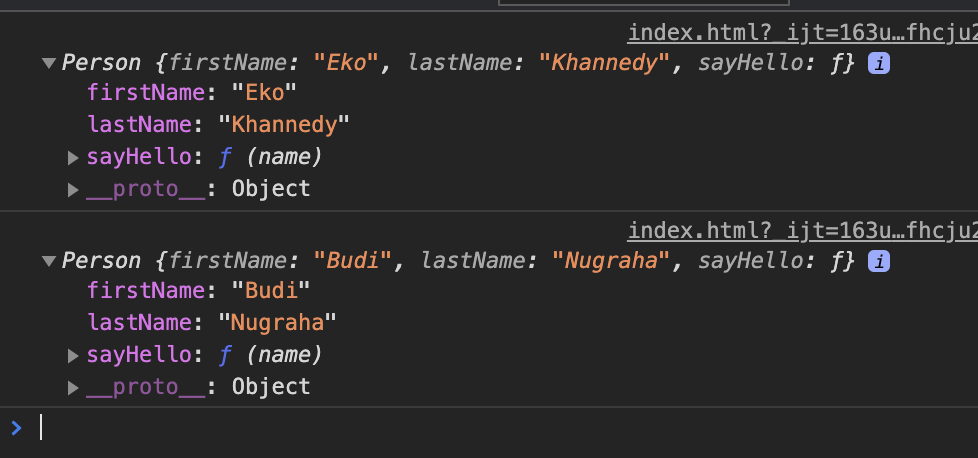 index.html?_ijt=163u…fhcju2
▼Person {firstName: "Eko", lastName: "Khannedy", sayHello: ƒ} i
firstName: "Eko"
lastName: "Khannedy"
▶ sayHello: ƒ (name)
▶ __proto__: Object
index.html?_ijt=163u…fhcju2
▼Person {firstName: "Budi", lastName: "Nugraha", sayHello: ƒ} i
firstName: "Budi"
lastName: "Nugraha"
▶ sayHello: ƒ (name)
▶ __proto__: Object
>